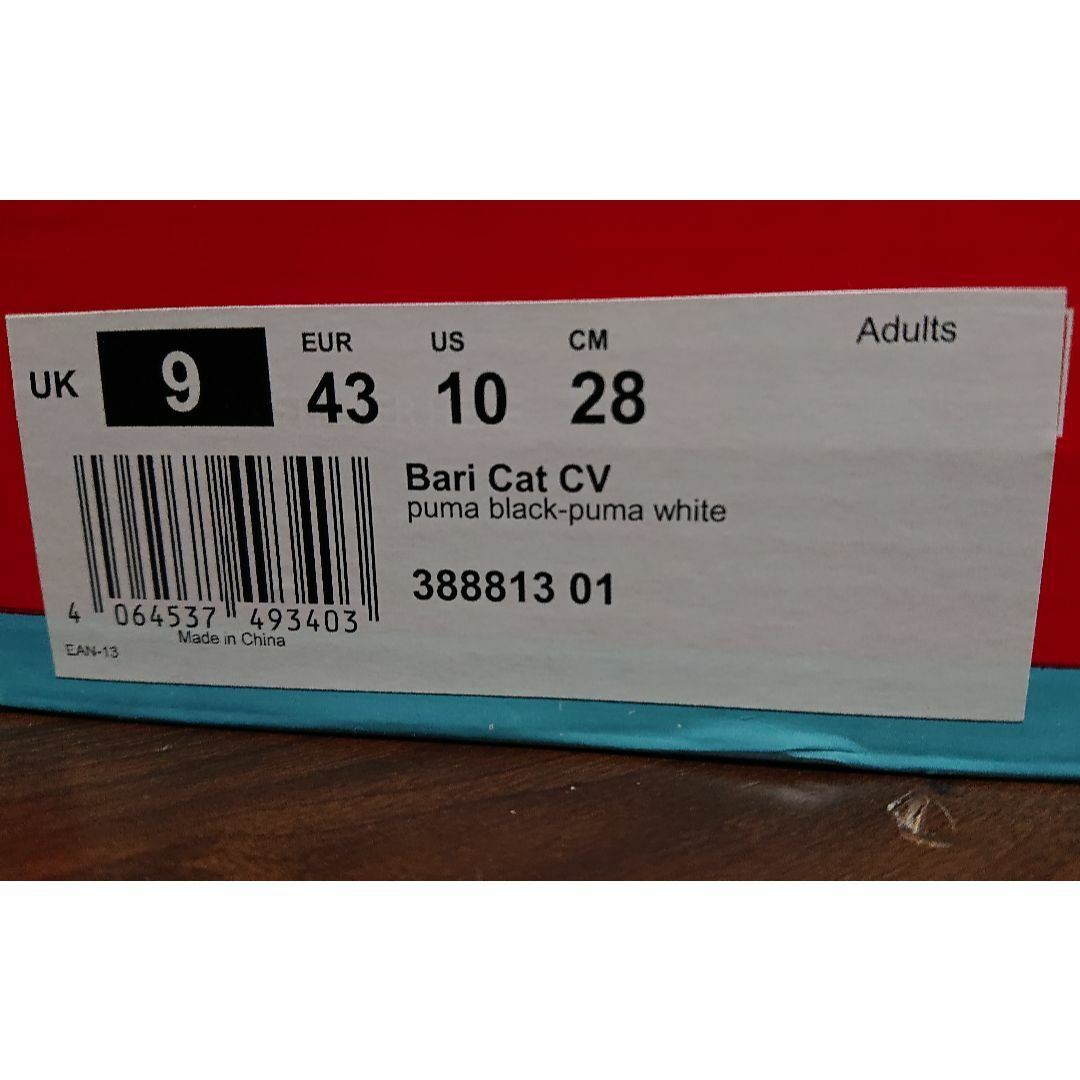 UK 9 EUR 43 US 10 CM 28 Adults
Bari Cat CV
puma black-puma white
388813 01
4 064537 493403
Made in China
EAN-13